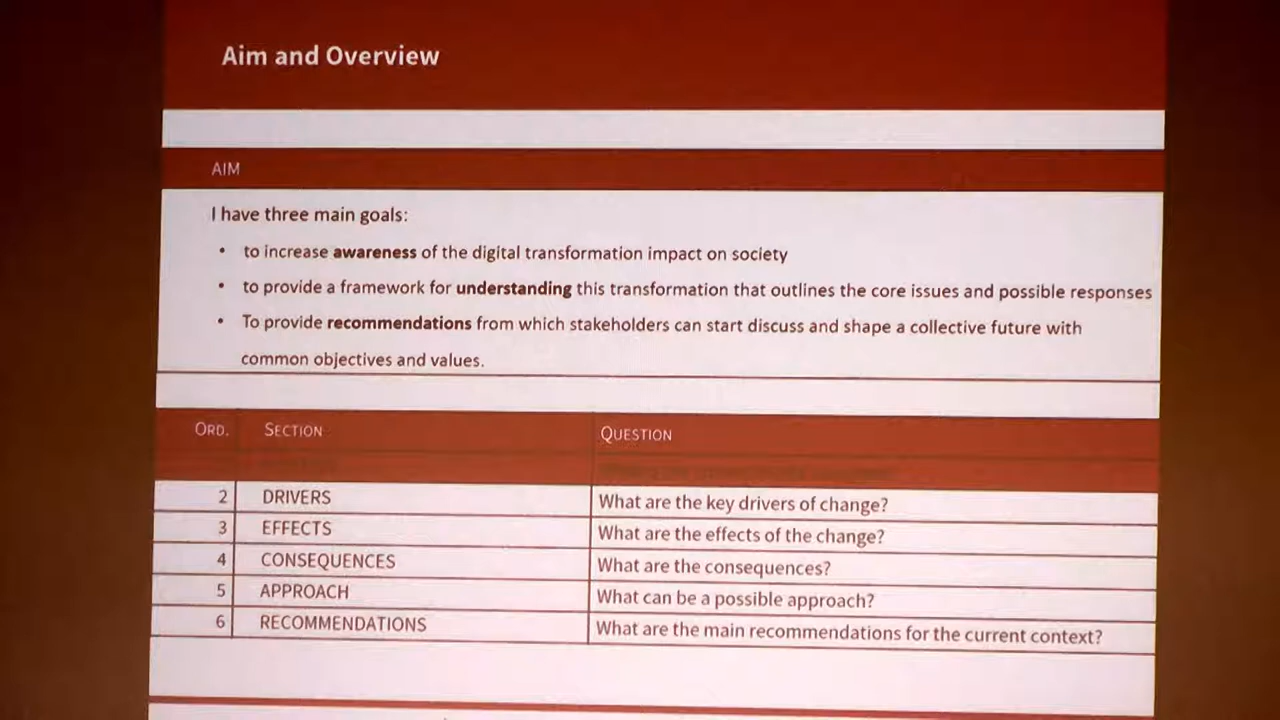 Aim and Overview
AIM
I have three main goals:
• to increase awareness of the digital transformation impact on society
• to provide a framework for understanding this transformation that outlines the core issues and possible responses
• To provide recommendations from which stakeholders can start discuss and shape a collective future with
common objectives and values.
ORD. SECTION QUESTION
2 DRIVERS What are the key drivers of change?
3 EFFECTS What are the effects of the change?
4 CONSEQUENCES What are the consequences?
5 APPROACH What can be a possible approach?
6 RECOMMENDATIONS What are the main recommendations for the current context?